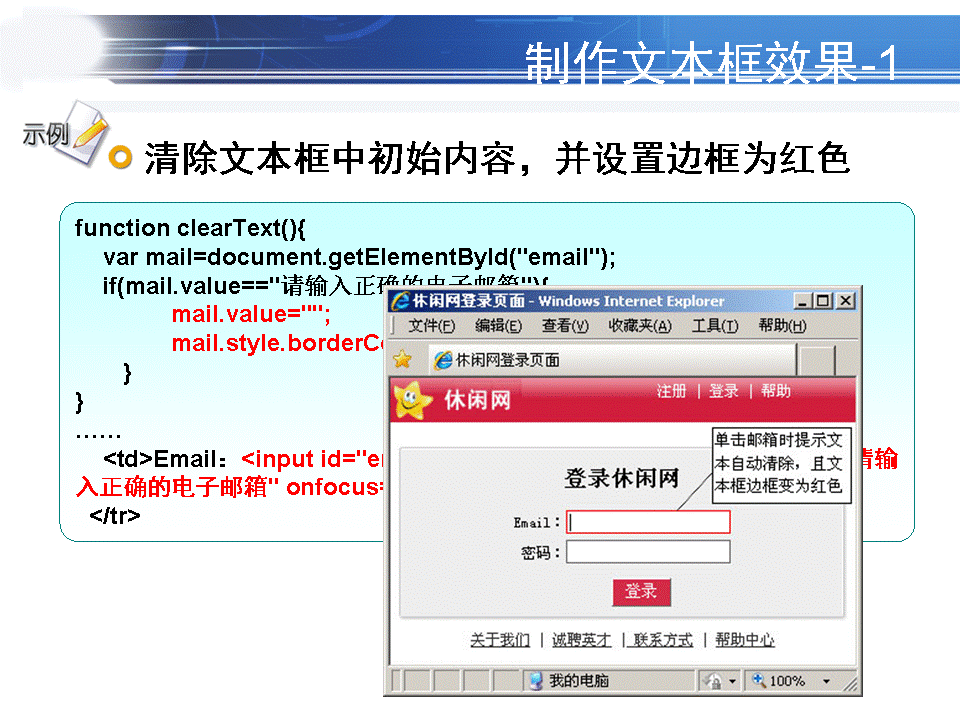 制作文本框效果-1
示例
清除文本框中初始内容，并设置边框为红色
function clearText(){
var mail=document.getElementById("email");
if(mail.value=="请输入正确的电子邮箱"){
mail.value="";
mail.style.borderCo
}
}
……
<td>Email：<input id="em
请输
入正确的电子邮箱" onfocus=
</tr>
休闲网登录页面 - Windows Internet Explorer
文件(F) 编辑(E) 查看(V) 收藏夹(A) 工具(T) 帮助(H)
休闲网登录页面
休闲网
注册 | 登录 | 帮助
单击邮箱时提示文
本自动清除，且文
本框边框变为红色
登录休闲网
Email：
密码：
登录
关于我们 | 诚聘英才 | 联系方式 | 帮助中心
我的电脑
100%